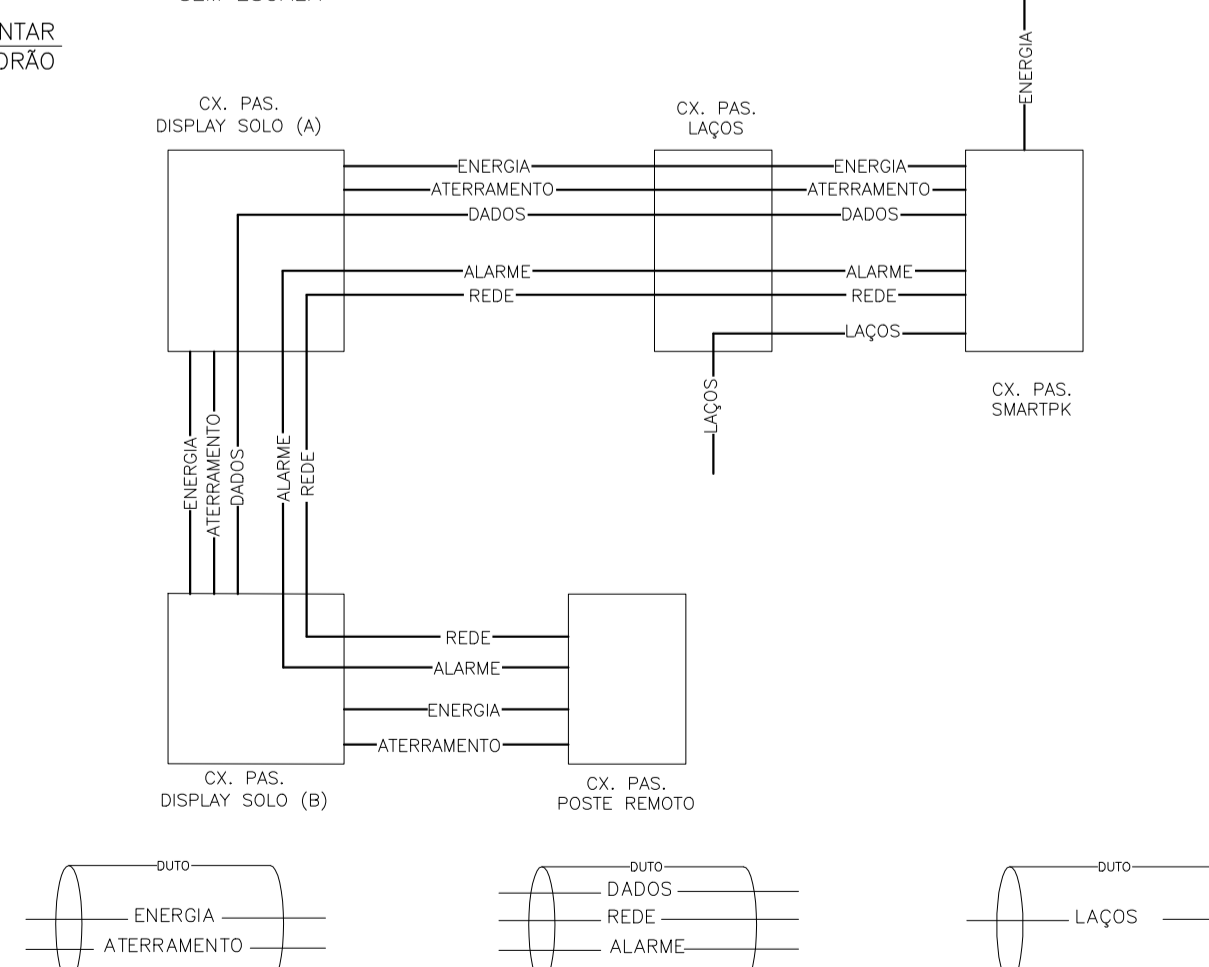 CX. PAS.
DISPLAY SOLO (A)
CX. PAS.
LAÇOS
ENERGIA
ENERGIA
ENERGIA
ATERRAMENTO
ATERRAMENTO
DADOS
DADOS
ALARME
ALARME
REDE
REDE
LAÇOS
LAÇOS
CX. PAS.
SMARTPK
ENERGIA
ATERRAMENTO
DADOS
ALARME
REDE
REDE
ALARME
ENERGIA
ATERRAMENTO
CX. PAS.
DISPLAY SOLO (B)
CX. PAS.
POSTE REMOTO
DUTO
ENERGIA
ATERRAMENTO
DUTO
DADOS
REDE
ALARME
DUTO
LAÇOS